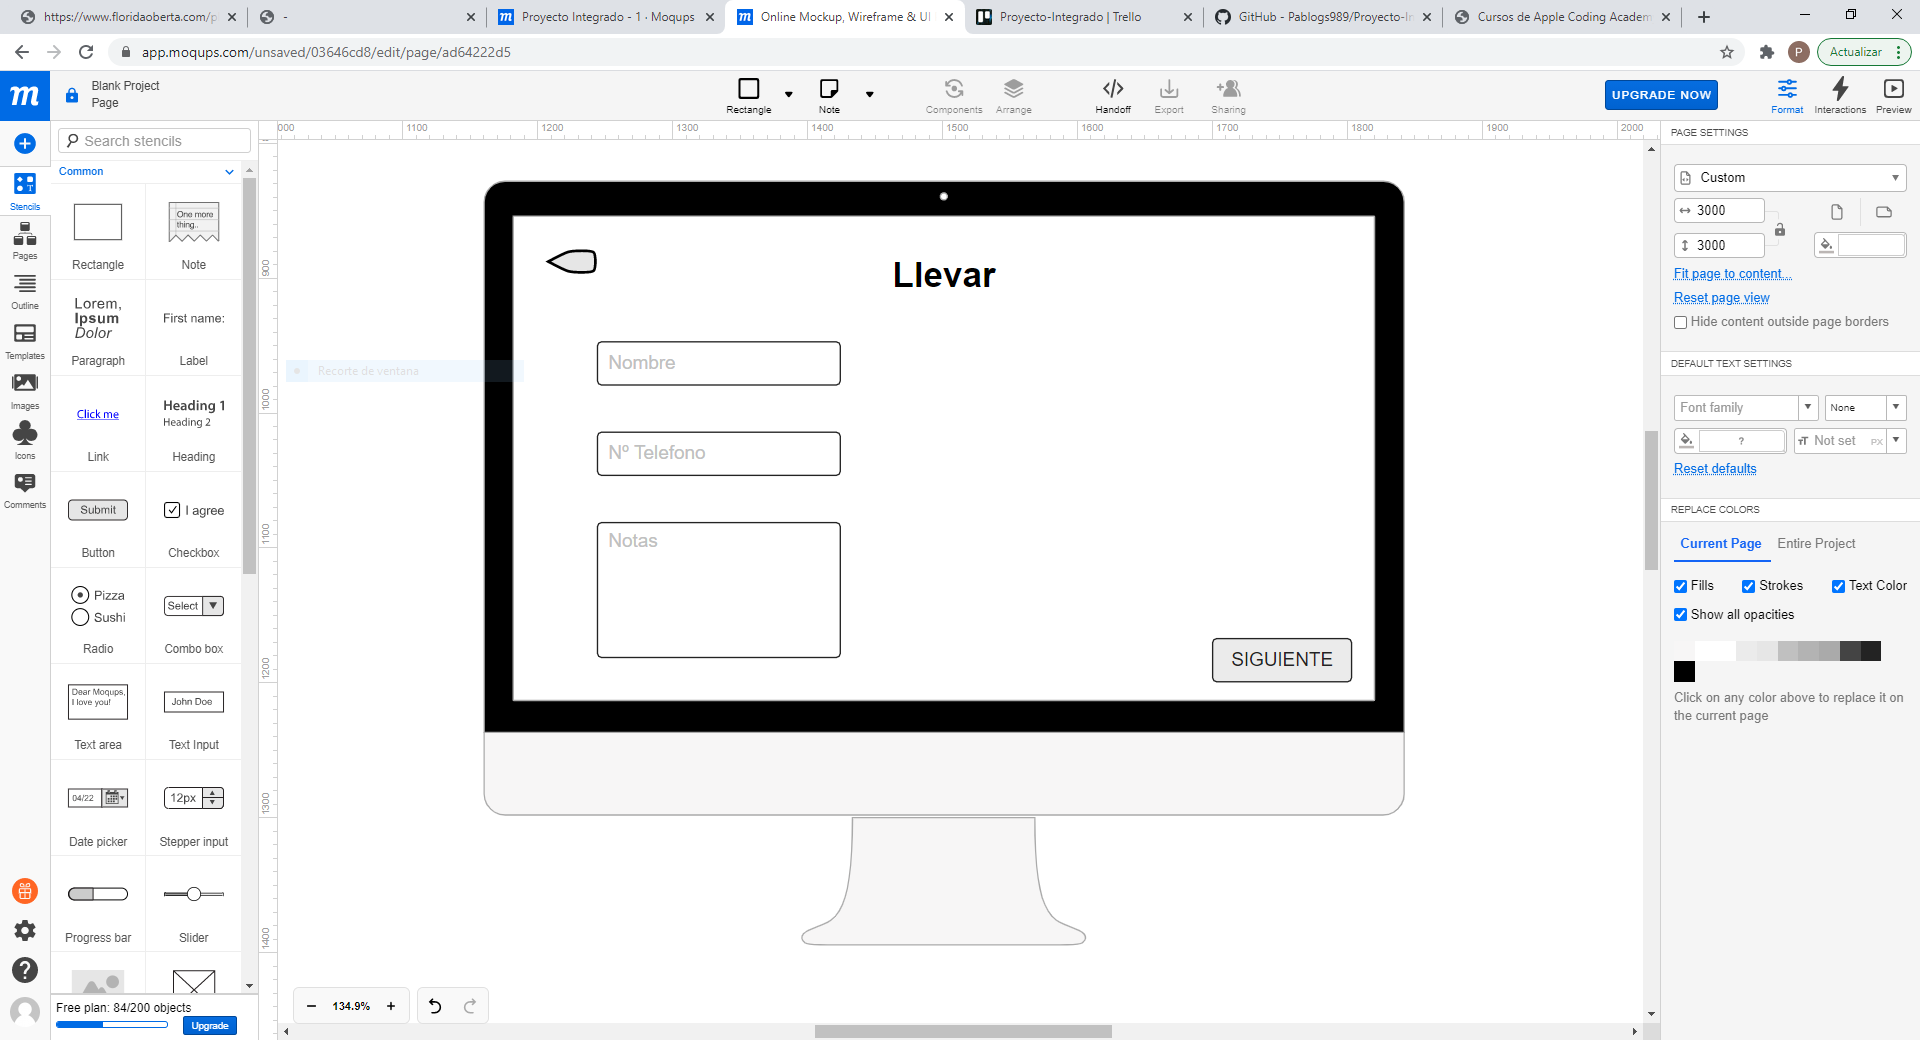 https://www.floridaoberta.com/pl
-
Proyecto Integrado - 1 · Moqups
Online Mockup, Wireframe & UI
Proyecto-Integrado | Trello
GitHub - Pablogs989/Proyecto-In
Cursos de Apple Coding Academ
app.moqups.com/unsaved/03646cd8/edit/page/ad64222d5
P
Actualizar
m
Blank Project
Page
Rectangle
Note
Components
Arrange
Handoff
Export
Sharing
UPGRADE NOW
Format
Interactions
Preview
Search stencils
Common
Stencils
Pages
Outline
Templates
Images
Icons
Comments
One more
thing..
Rectangle
Note
Lorem,
Ipsum
Dolor
First name:
Paragraph
Label
Click me
Heading 1
Heading 2
Link
Heading
Submit
I agree
Button
Checkbox
Pizza
Sushi
Select
Radio
Combo box
Dear Moqups,
I love you!
John Doe
Text area
Text Input
04/22
12px
Date picker
Stepper input
Progress bar
Slider
Free plan: 84/200 objects
Upgrade
000
1100
1200
1300
1400
1500
1600
1700
1800
1900
2000
900
1000
1100
1200
1300
1400
Llevar
Nombre
Recorte de ventana
Nº Telefono
Notas
SIGUIENTE
134.9%
PAGE SETTINGS
Custom
3000
3000
Fit page to content...
Reset page view
Hide content outside page borders
DEFAULT TEXT SETTINGS
Font family
None
?
Not set
PX
Reset defaults
REPLACE COLORS
Current Page
Entire Project
Fills
Strokes
Text Color
Show all opacities
Click on any color above to replace it on
the current page